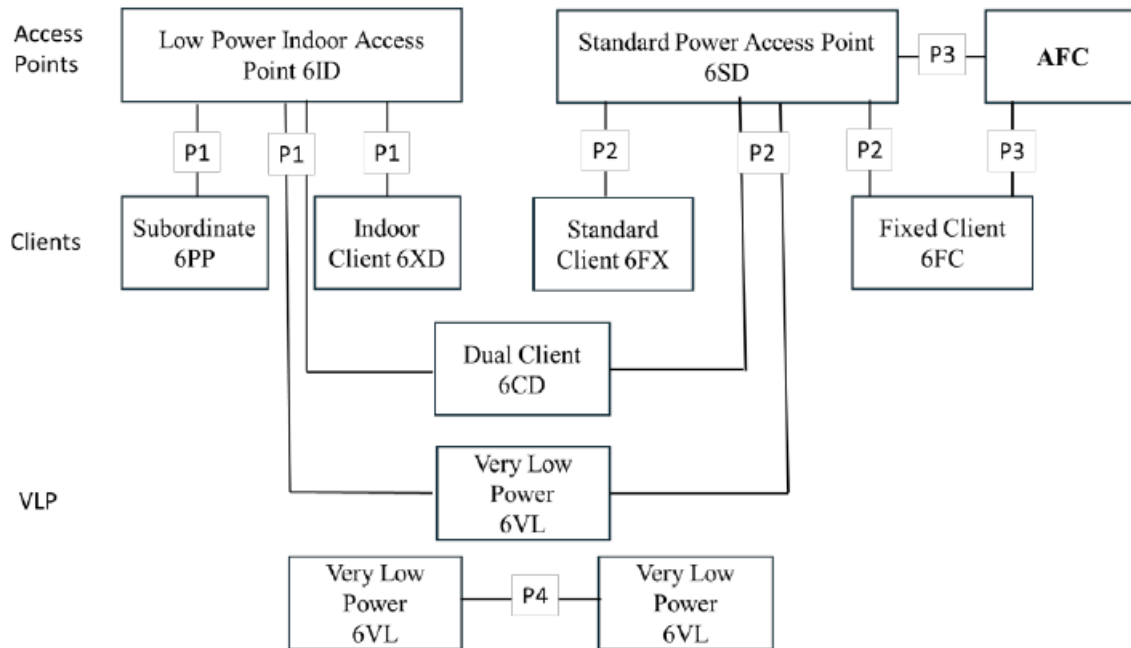 Access
Points
Low Power Indoor Access
Point 6ID
Standard Power Access Point
6SD
P3
AFC
P1
P1
P1
P2
P2
P2
P3
Clients
Subordinate
6PP
Indoor
Client 6XD
Standard
Client 6FX
Fixed Client
6FC
Dual Client
6CD
VLP
Very Low
Power
6VL
Very Low
Power
6VL
P4
Very Low
Power
6VL